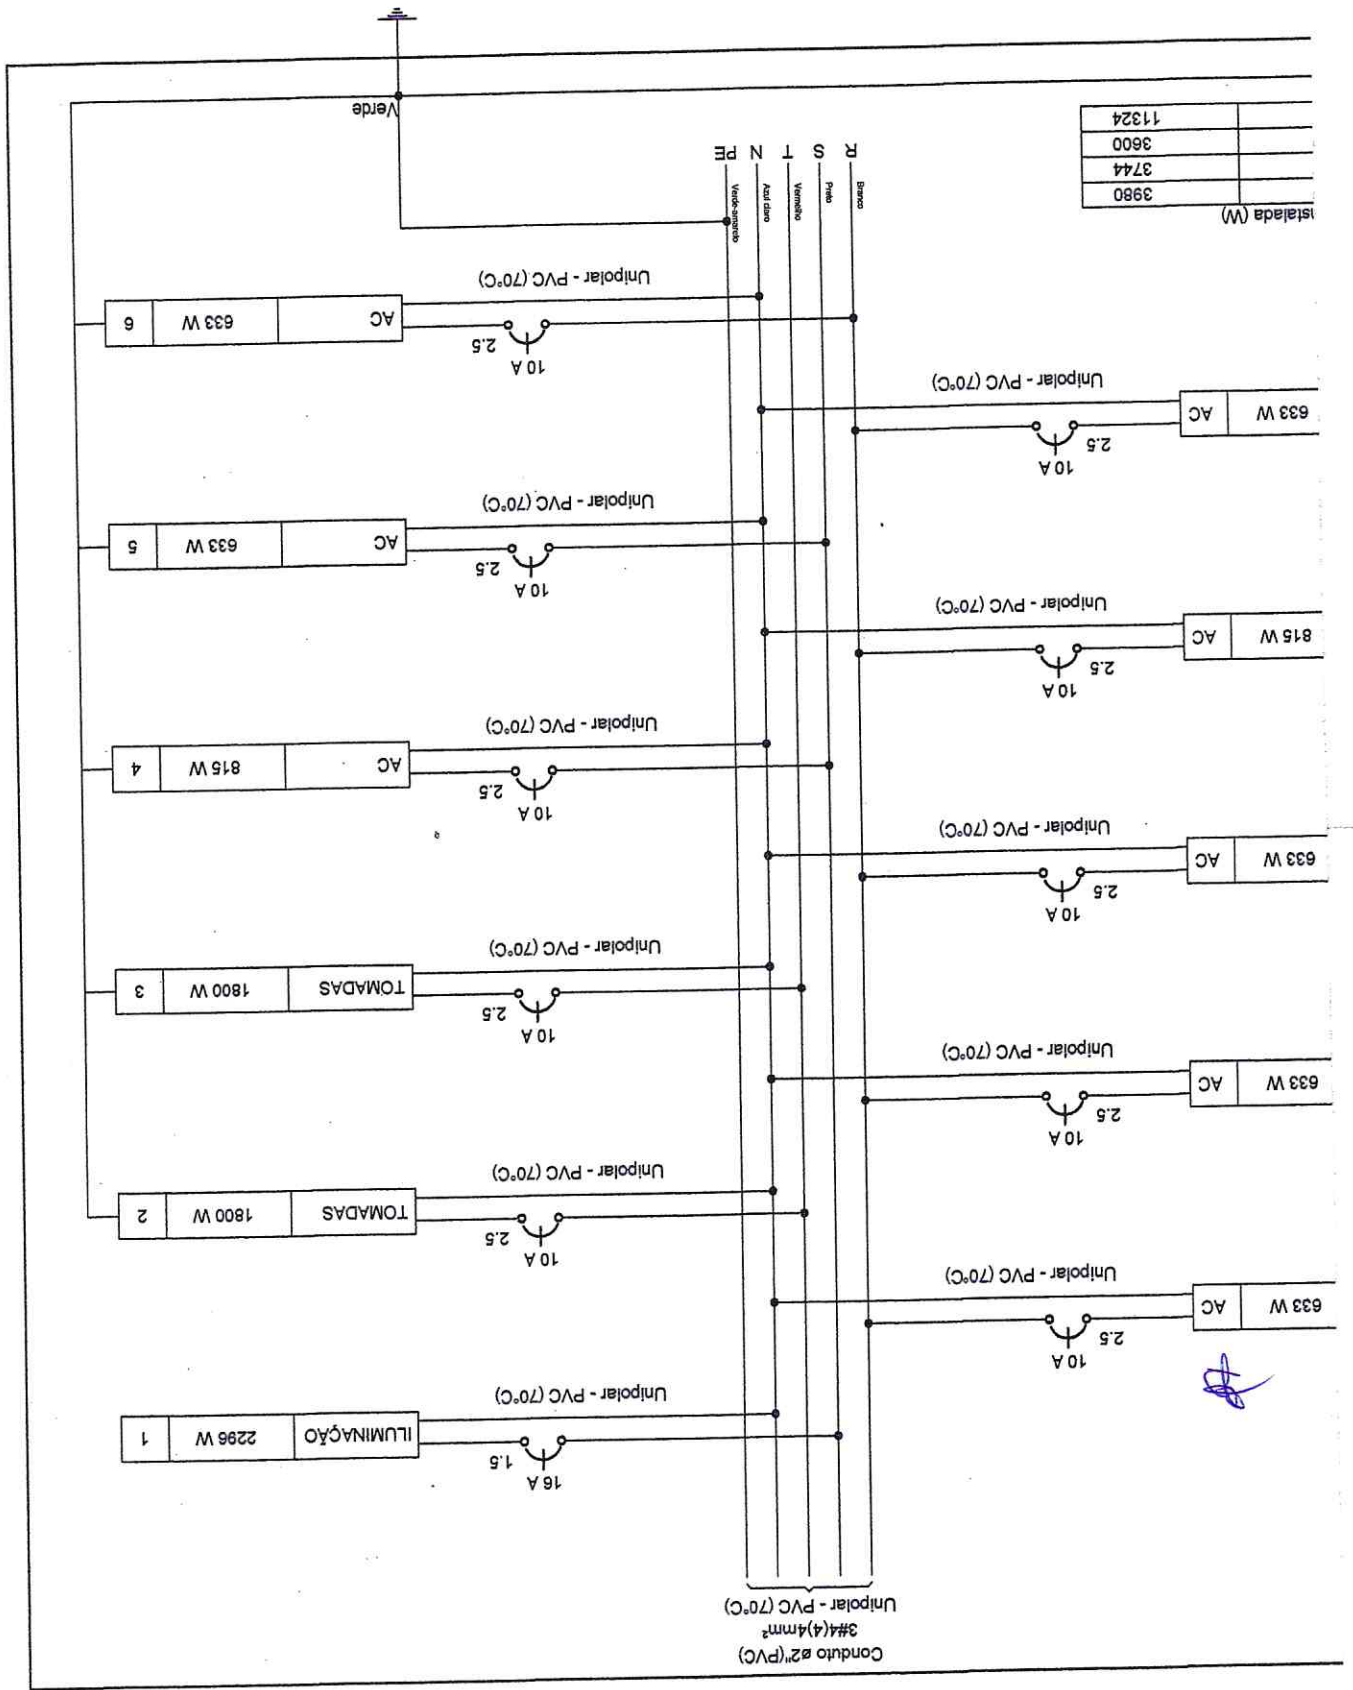 Conduto ø2"(PVC)
3#4(4)4mm²
Unipolar - PVC (70°C)
16 A
1.5
Unipolar - PVC (70°C)
ILUMINAÇÃO 2296 W 1
10 A
2.5
Unipolar - PVC (70°C)
633 W AC
10 A
2.5
Unipolar - PVC (70°C)
TOMADAS 1800 W 2
10 A
2.5
Unipolar - PVC (70°C)
633 W AC
10 A
2.5
Unipolar - PVC (70°C)
TOMADAS 1800 W 3
10 A
2.5
Unipolar - PVC (70°C)
633 W AC
10 A
2.5
Unipolar - PVC (70°C)
AC 815 W 4
10 A
2.5
Unipolar - PVC (70°C)
815 W AC
10 A
2.5
Unipolar - PVC (70°C)
AC 633 W 5
10 A
2.5
Unipolar - PVC (70°C)
633 W AC
10 A
2.5
Unipolar - PVC (70°C)
AC 633 W 6
nstalada (W)
3980
3744
3600
11324
Branco
Preto
Vermelho
Azul claro
Verde-amarelo
R S T N PE
Verde